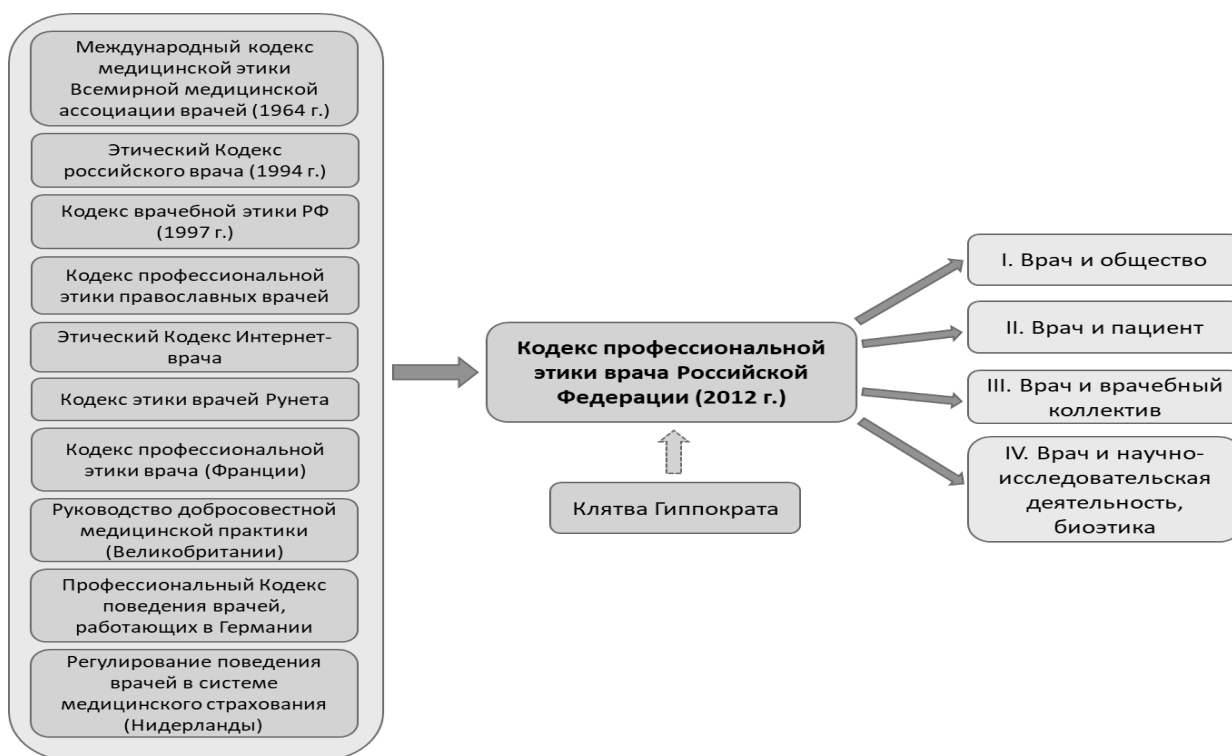 Международный кодекс
медицинской этики
Всемирной медицинской
ассоциации врачей (1964 г.)
Этический Кодекс
российского врача (1994 г.)
Кодекс врачебной этики РФ
(1997 г.)
Кодекс профессиональной
этики православных врачей
Этический Кодекс Интернет-
врача
Кодекс этики врачей Рунета
Кодекс профессиональной
этики врача (Франции)
Руководство добросовестной
медицинской практики
(Великобритании)
Профессиональный Кодекс
поведения врачей,
работающих в Германии
Регулирование поведения
врачей в системе
медицинского страхования
(Нидерланды)
Кодекс профессиональной
этики врача Российской
Федерации (2012 г.)
Клятва Гиппократа
I. Врач и общество
II. Врач и пациент
III. Врач и врачебный
коллектив
IV. Врач и научно-
исследовательская
деятельность,
биоэтика